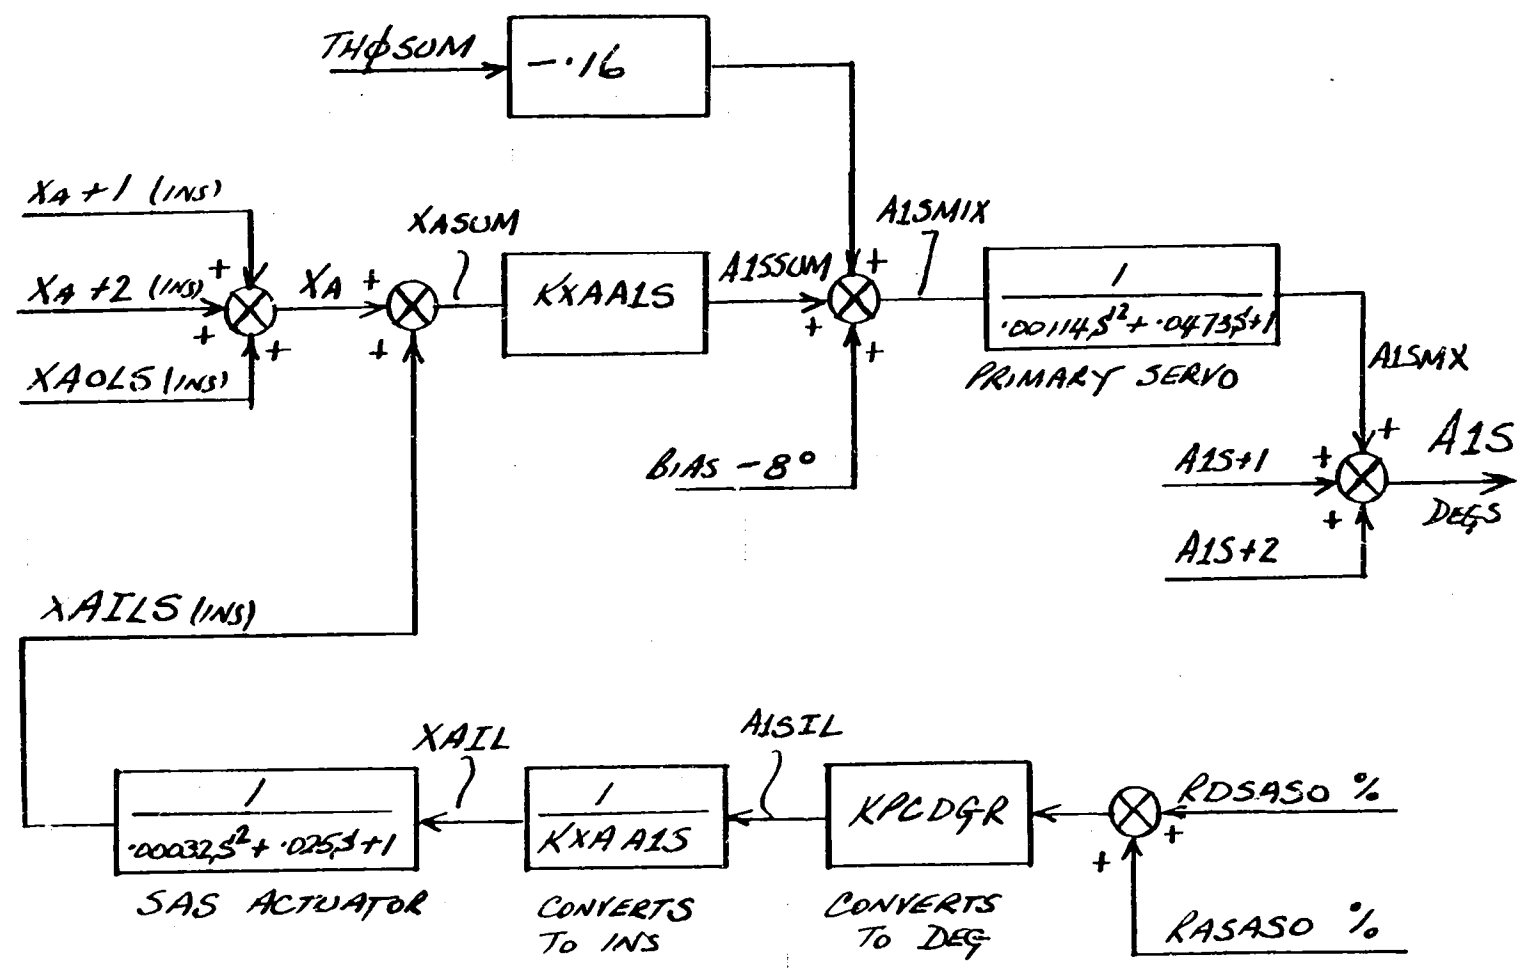 THØSUM
-.16
XA+1 (INS)
XASUM
A1SMIX
XA+2 (INS)
+
XA
+
KXAA1S
A1SSUM
+
1
.00114S²+.0473S+1
+
+
+
+
+
XAOLS (INS)
PRIMARY SERVO
A1SMX
BIAS -8°
A1S+1
+
+
A1S
DEGS
+
A1S+2
XAILS (INS)
XAIL
A1SIL
1
.00032S²+.025S+1
SAS ACTUATOR
1
KXAA1S
CONVERTS
TO INS
KPCDGR
CONVERTS
TO DEG
RDSASO %
+
+
RASASO %